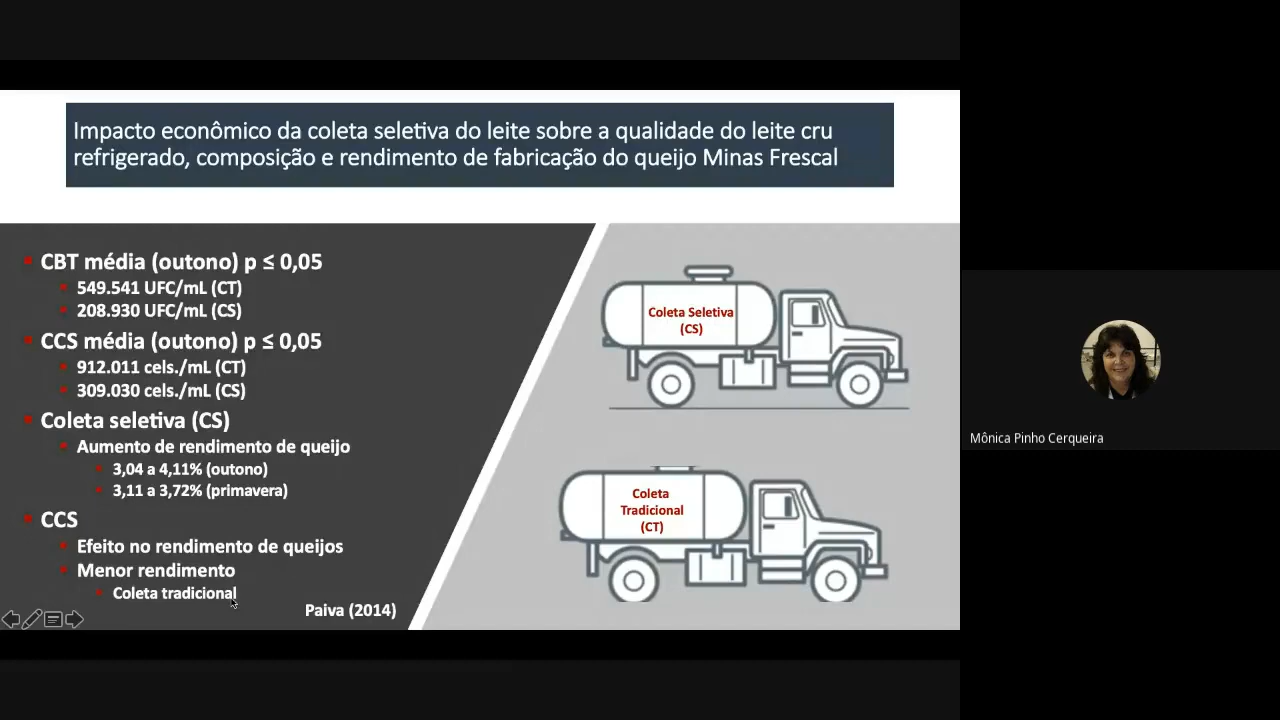 Impacto econômico da coleta seletiva do leite sobre a qualidade do leite cru
refrigerado, composição e rendimento de fabricação do queijo Minas Frescal
CBT média (outono) p ≤ 0,05
549.541 UFC/mL (CT)
208.930 UFC/mL (CS)
CCS média (outono) p ≤ 0,05
912.011 cels./mL (CT)
309.030 cels./mL (CS)
Coleta seletiva (CS)
Aumento de rendimento de queijo
3,04 a 4,11% (outono)
3,11 a 3,72% (primavera)
CCS
Efeito no rendimento de queijos
Menor rendimento
Coleta tradicional
Paiva (2014)
Coleta Seletiva
(CS)
Coleta
Tradicional
(CT)
Mônica Pinho Cerqueira